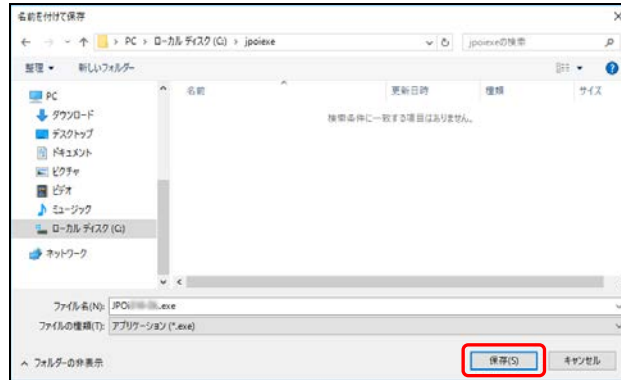 名前を付けて保存
PC › ローカル ディスク (C:) › jpoiexe
jpoiexeの検索
整理 新しいフォルダー
名前 更新日時 種類 サイズ
検索条件に一致する項目はありません。
PC
ダウンロード
デスクトップ
ドキュメント
ピクチャ
ビデオ
ミュージック
ローカル ディスク (C:)
ネットワーク
ファイル名(N): JPOi .exe
ファイルの種類(T): アプリケーション (*.exe)
フォルダーの非表示
保存(S) キャンセル